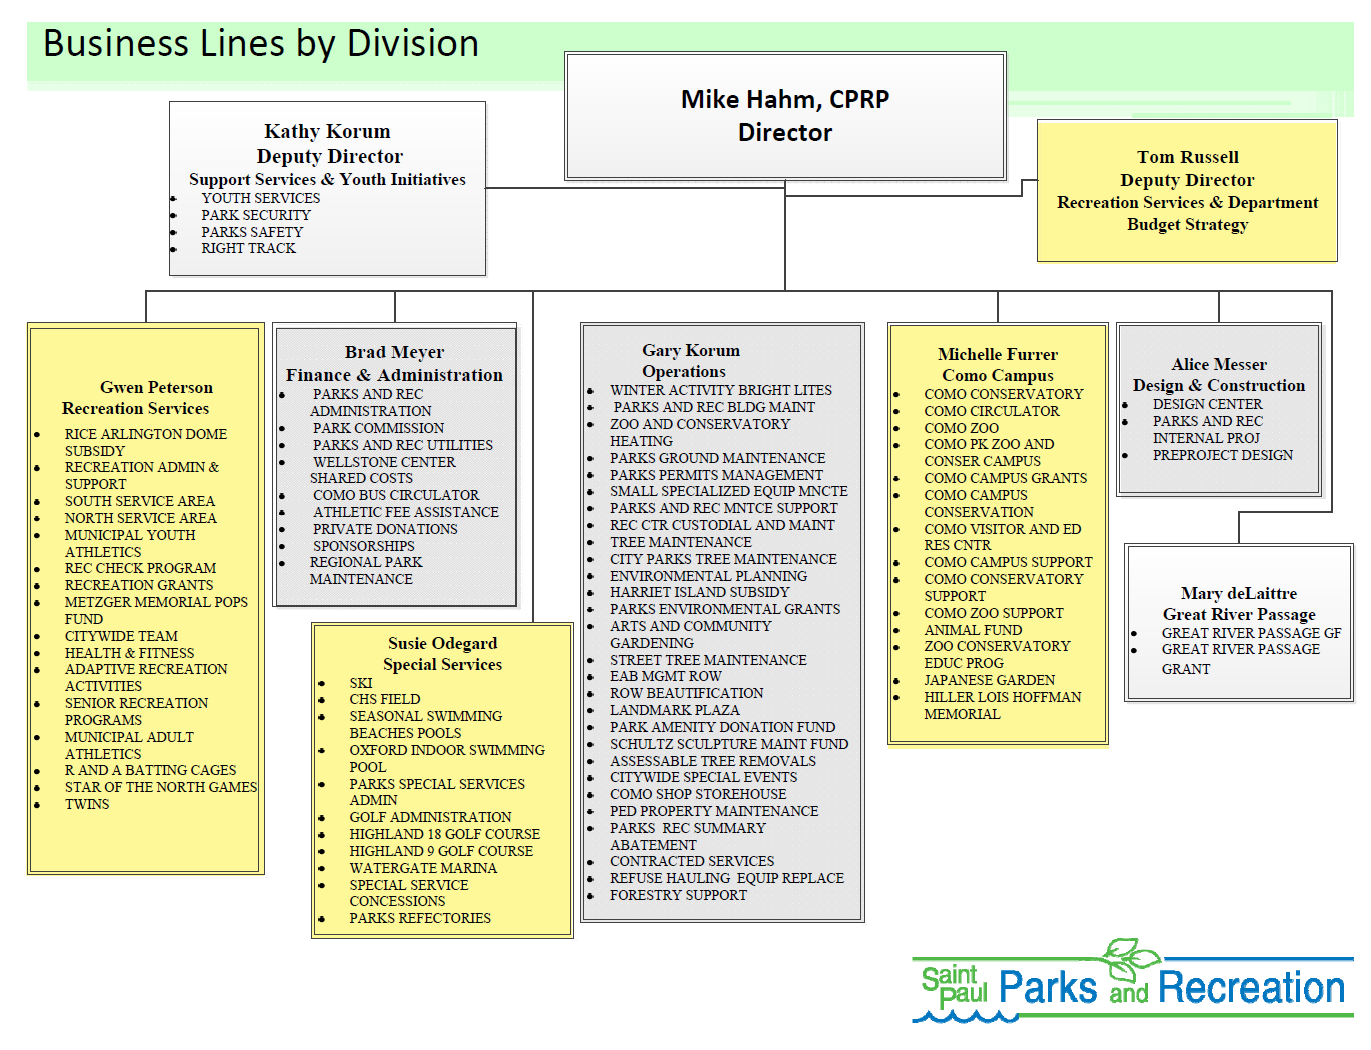 Business Lines by Division
Mike Hahm, CPRP
Director
Kathy Korum
Deputy Director
Support Services & Youth Initiatives
YOUTH SERVICES
PARK SECURITY
PARKS SAFETY
RIGHT TRACK
Tom Russell
Deputy Director
Recreation Services & Department
Budget Strategy
Gwen Peterson
Recreation Services
RICE ARLINGTON DOME
SUBSIDY
RECREATION ADMIN &
SUPPORT
SOUTH SERVICE AREA
NORTH SERVICE AREA
MUNICIPAL YOUTH
ATHLETICS
REC CHECK PROGRAM
RECREATION GRANTS
METZGER MEMORIAL POPS
FUND
CITYWIDE TEAM
HEALTH & FITNESS
ADAPTIVE RECREATION
ACTIVITIES
SENIOR RECREATION
PROGRAMS
MUNICIPAL ADULT
ATHLETICS
R AND A BATTING CAGES
STAR OF THE NORTH GAMES
TWINS
Brad Meyer
Finance & Administration
PARKS AND REC
ADMINISTRATION
PARK COMMISSION
PARKS AND REC UTILITIES
WELLSTONE CENTER
SHARED COSTS
COMO BUS CIRCULATOR
ATHLETIC FEE ASSISTANCE
PRIVATE DONATIONS
SPONSORSHIPS
REGIONAL PARK
MAINTENANCE
Susie Odegard
Special Services
SKI
CHS FIELD
SEASONAL SWIMMING
BEACHES POOLS
OXFORD INDOOR SWIMMING
POOL
PARKS SPECIAL SERVICES
ADMIN
GOLF ADMINISTRATION
HIGHLAND 18 GOLF COURSE
HIGHLAND 9 GOLF COURSE
WATERGATE MARINA
SPECIAL SERVICE
CONCESSIONS
PARKS REFECTORIES
Gary Korum
Operations
WINTER ACTIVITY BRIGHT LITES
PARKS AND REC BLDG MAINT
ZOO AND CONSERVATORY
HEATING
PARKS GROUND MAINTENANCE
PARKS PERMITS MANAGEMENT
SMALL SPECIALIZED EQUIP MNCTE
PARKS AND REC MNTCE SUPPORT
REC CTR CUSTODIAL AND MAINT
TREE MAINTENANCE
CITY PARKS TREE MAINTENANCE
ENVIRONMENTAL PLANNING
HARRIET ISLAND SUBSIDY
PARKS ENVIRONMENTAL GRANTS
ARTS AND COMMUNITY
GARDENING
STREET TREE MAINTENANCE
EAB MGMT ROW
ROW BEAUTIFICATION
LANDMARK PLAZA
PARK AMENITY DONATION FUND
SCHULTZ SCULPTURE MAINT FUND
ASSESSABLE TREE REMOVALS
CITYWIDE SPECIAL EVENTS
COMO SHOP STOREHOUSE
PED PROPERTY MAINTENANCE
PARKS REC SUMMARY
ABATEMENT
CONTRACTED SERVICES
REFUSE HAULING EQUIP REPLACE
FORESTRY SUPPORT
Michelle Furrer
Como Campus
COMO CONSERVATORY
COMO CIRCULATOR
COMO ZOO
COMO PK ZOO AND
CONSER CAMPUS
COMO CAMPUS GRANTS
COMO CAMPUS
CONSERVATION
COMO VISITOR AND ED
RES CNTR
COMO CAMPUS SUPPORT
COMO CONSERVATORY
SUPPORT
COMO ZOO SUPPORT
ANIMAL FUND
ZOO CONSERVATORY
EDUC PROG
JAPANESE GARDEN
HILLER LOIS HOFFMAN
MEMORIAL
Alice Messer
Design & Construction
DESIGN CENTER
PARKS AND REC
INTERNAL PROJ
PREPROJECT DESIGN
Mary deLaittre
Great River Passage
GREAT RIVER PASSAGE GF
GREAT RIVER PASSAGE
GRANT
Saint
Paul Parks and Recreation